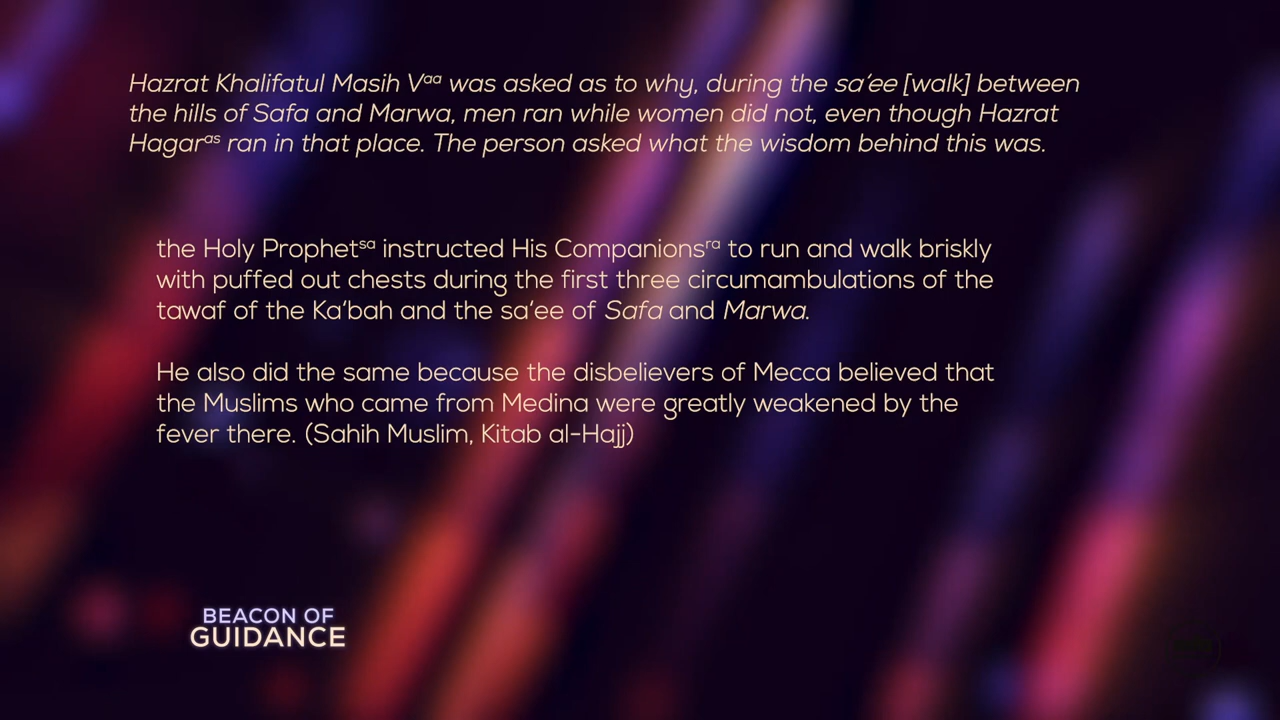 Hazrat Khalifatul Masih Vaa was asked as to why, during the sa’ee [walk] between
the hills of Safa and Marwa, men ran while women did not, even though Hazrat
Hagaras ran in that place. The person asked what the wisdom behind this was.
the Holy Prophetsa instructed His Companionsra to run and walk briskly
with puffed out chests during the first three circumambulations of the
tawaf of the Ka’bah and the sa’ee of Safa and Marwa.
He also did the same because the disbelievers of Mecca believed that
the Muslims who came from Medina were greatly weakened by the
fever there. (Sahih Muslim, Kitab al-Hajj)
BEACON OF
GUIDANCE